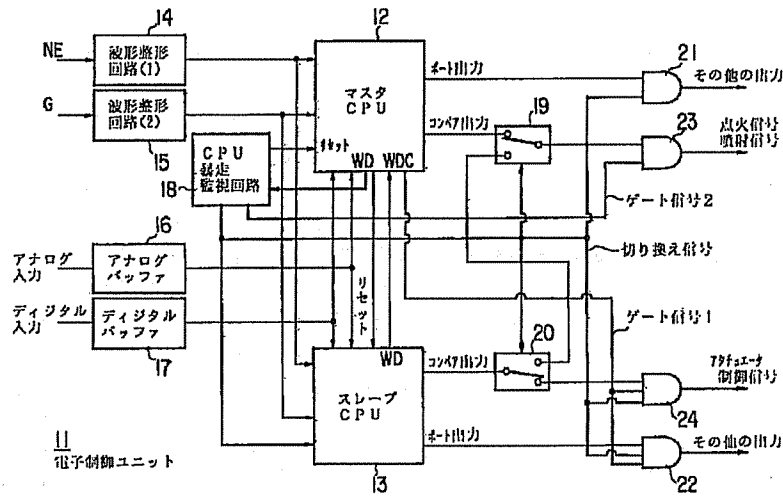 14
NE
波形整形
回路(1)
G
波形整形
回路(2)
15
12
マスタ
CPU
ポート出力
コンペア出力
リセット
WD
WDC
CPU
暴走
監視回路
18
19
21
その他の出力
23
点火信号
噴射信号
ゲート信号2
切り換え信号
ゲート信号1
16
アナログ
入力
アナログ
バッファ
ディジタル
入力
ディジタル
バッファ
17
リセット
WD
スレーブ
CPU
13
コンペア出力
20
ポート出力
アクチュエータ
制御信号
24
その他の出力
22
11
電子制御ユニット